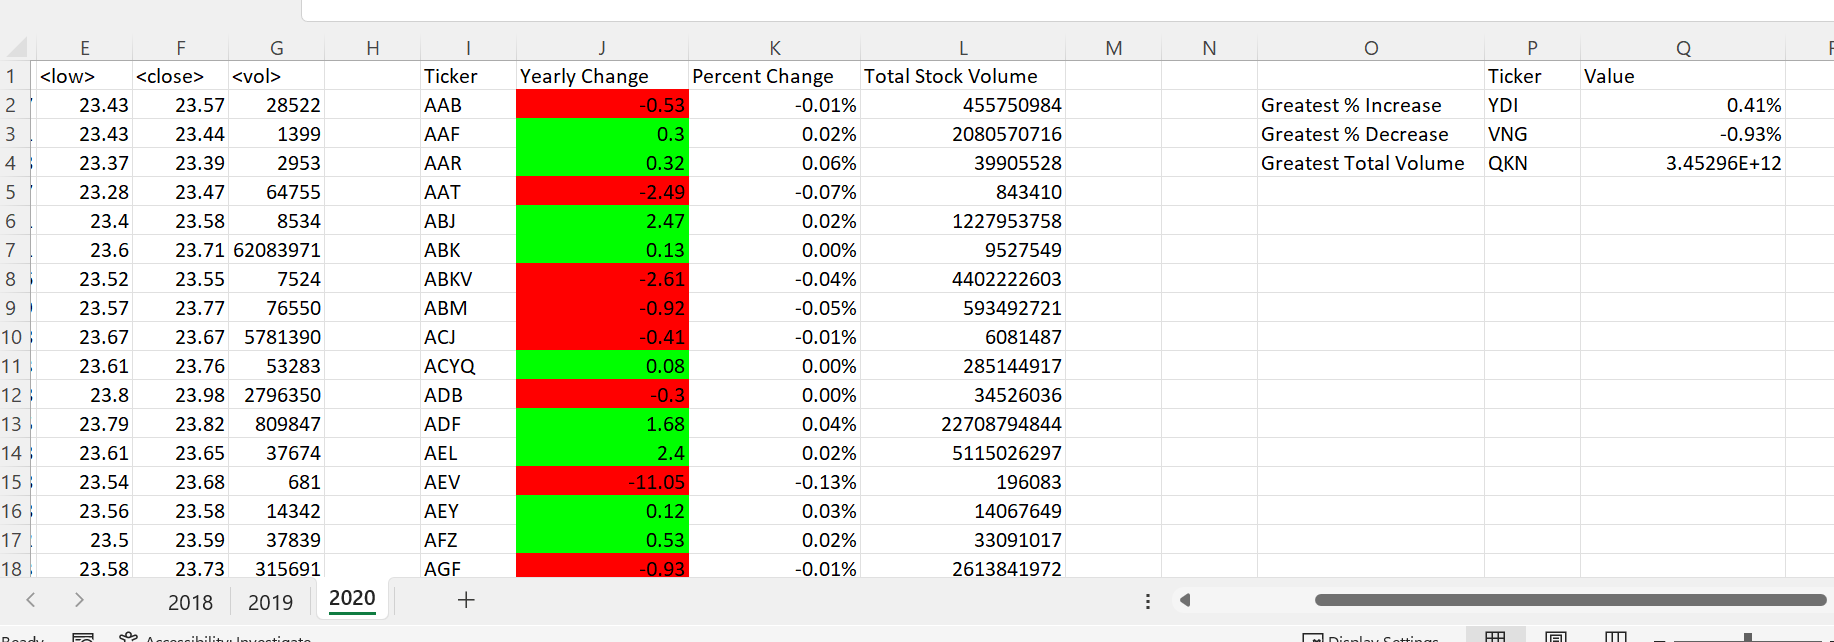 E F G H I J K L M N O P Q
1 <low> <close> <vol> Ticker Yearly Change Percent Change Total Stock Volume Ticker Value
2 23.43 23.57 28522 AAB -0.53 -0.01% 455750984 Greatest % Increase YDI 0.41%
3 23.43 23.44 1399 AAF 0.3 0.02% 2080570716 Greatest % Decrease VNG -0.93%
4 23.37 23.39 2953 AAR 0.32 0.06% 39905528 Greatest Total Volume QKN 3.45296E+12
5 23.28 23.47 64755 AAT -2.49 -0.07% 843410
6 23.4 23.58 8534 ABJ 2.47 0.02% 1227953758
7 23.6 23.71 62083971 ABK 0.13 0.00% 9527549
8 23.52 23.55 7524 ABKV -2.61 -0.04% 4402222603
9 23.57 23.77 76550 ABM -0.92 -0.05% 593492721
10 23.67 23.67 5781390 ACJ -0.41 -0.01% 6081487
11 23.61 23.76 53283 ACYQ 0.08 0.00% 285144917
12 23.8 23.98 2796350 ADB -0.3 0.00% 34526036
13 23.79 23.82 809847 ADF 1.68 0.04% 22708794844
14 23.61 23.65 37674 AEL 2.4 0.02% 5115026297
15 23.54 23.68 681 AEV -11.05 -0.13% 196083
16 23.56 23.58 14342 AEY 0.12 0.03% 14067649
17 23.5 23.59 37839 AFZ 0.53 0.02% 33091017
18 23.58 23.73 315691 AGF -0.93 -0.01% 2613841972
2018 2019 2020 +
Ready Accessibility: Investigate Display Settings